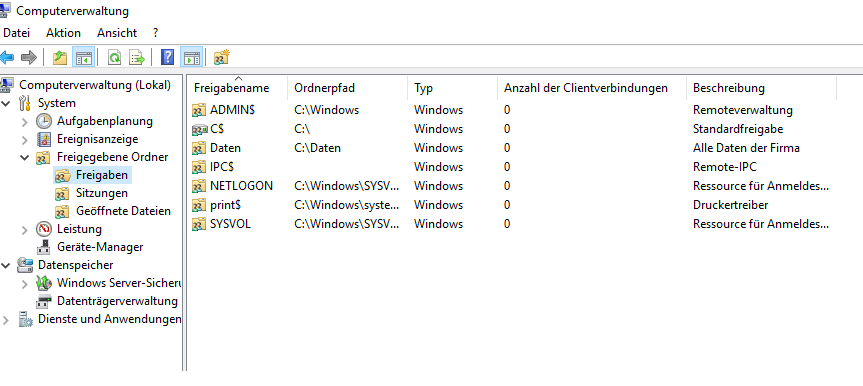 Computerverwaltung
Datei Aktion Ansicht ?
Computerverwaltung (Lokal)
System
Aufgabenplanung
Ereignisanzeige
Freigegebene Ordner
Freigaben
Sitzungen
Geöffnete Dateien
Leistung
Geräte-Manager
Datenspeicher
Windows Server-Sicheru
Datenträgerverwaltung
Dienste und Anwendungen
Freigabename Ordnerpfad Typ Anzahl der Clientverbindungen Beschreibung
ADMIN$ C:\Windows Windows 0 Remoteverwaltung
C$ C:\ Windows 0 Standardfreigabe
Daten C:\Daten Windows 0 Alle Daten der Firma
IPC$ Windows 0 Remote-IPC
NETLOGON C:\Windows\SYSV... Windows 0 Ressource für Anmeldes...
print$ C:\Windows\syste... Windows 0 Druckertreiber
SYSVOL C:\Windows\SYSV... Windows 0 Ressource für Anmeldes...